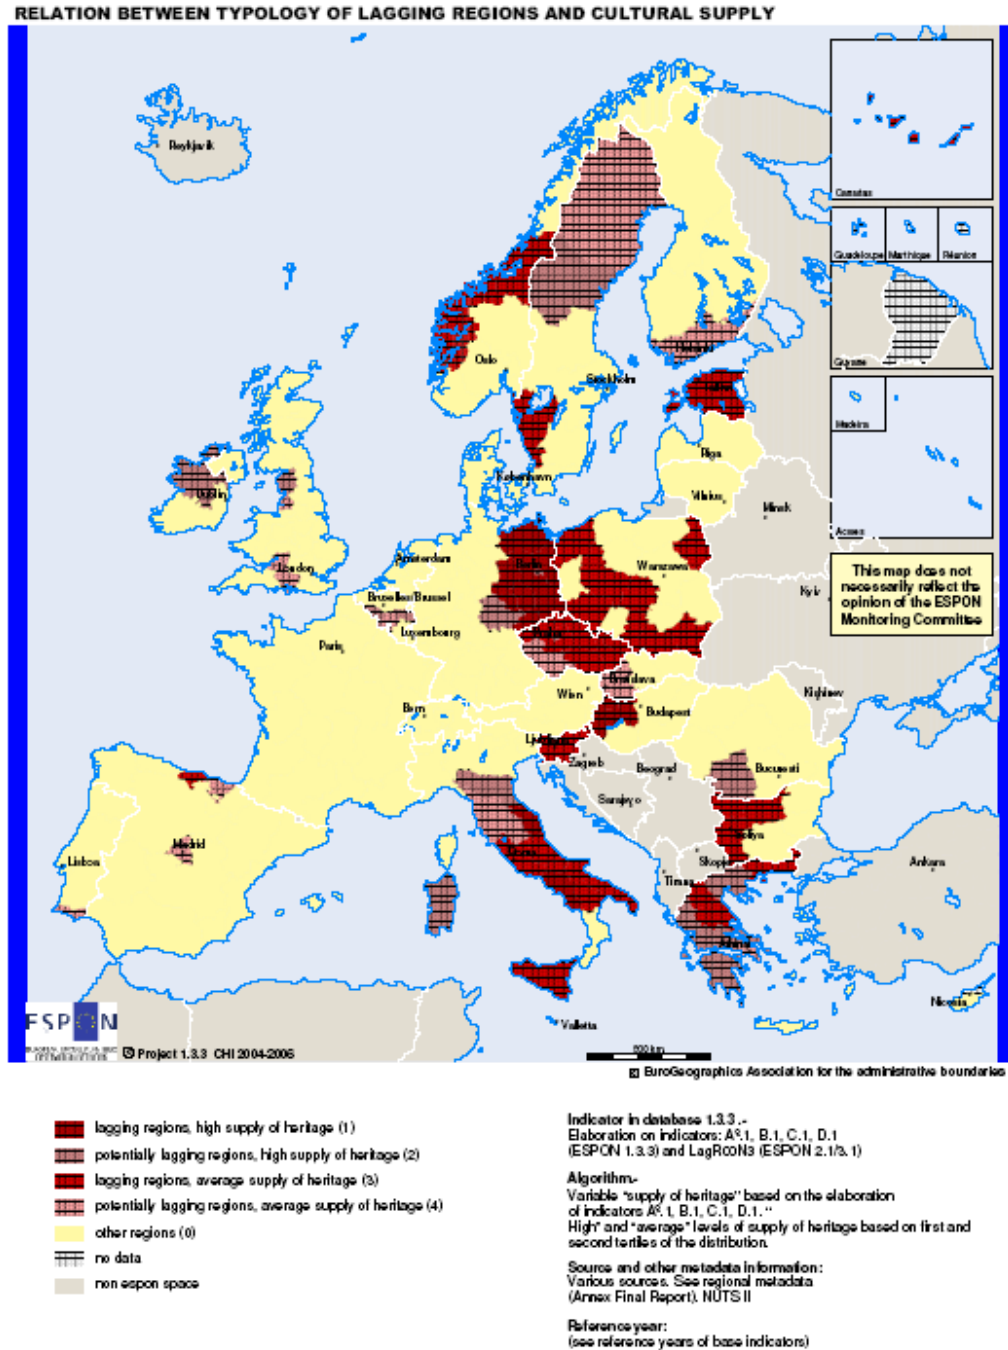 RELATION BETWEEN TYPOLOGY OF LAGGING REGIONS AND CULTURAL SUPPLY
Reykjavik
Canarias
Guadeloupe
Martinique
Réunion
Guyane
Madeira
Acores
Oslo
Stockholm
Helsinki
Riga
København
Vilnius
Minsk
Dublin
London
Amsterdam
Berlin
Warszawa
Kyiv
Bruxelles/Brussel
Luxembourg
Praha
Paris
Wien
Bratislava
Budapest
Kishinev
Bern
Ljubljana
Zagreb
Beograd
Bucuresti
Sarajevo
Sofiya
Skopje
Madrid
Lisboa
Roma
Ankara
Athinai
Nicosia
Valletta
This map does not
necessarily reflect the
opinion of the ESPON
Monitoring Committee
ESPON
© Project 1.3.3 CHI 2004-2006
500 km
EuroGeographics Association for the administrative boundaries
lagging regions, high supply of heritage (1)
potentially lagging regions, high supply of heritage (2)
lagging regions, average supply of heritage (3)
potentially lagging regions, average supply of heritage (4)
other regions (0)
no data
non espon space
Indicator in database 1.3.3 .-
Elaboration on indicators: Aº.1, B.1, C.1, D.1
(ESPON 1.3.3) and LagRCON3 (ESPON 2.1/3.1)
Algorithm.-
Variable "supply of heritage" based on the elaboration
of indicators Aº.1, B.1, C.1, D.1. "
High" and "average" levels of supply of heritage based on first and
second tertiles of the distribution.
Source and other metadata information:
Various sources. See regional metadata
(Annex Final Report). NUTS II
Reference year:
(see reference years of base indicators)